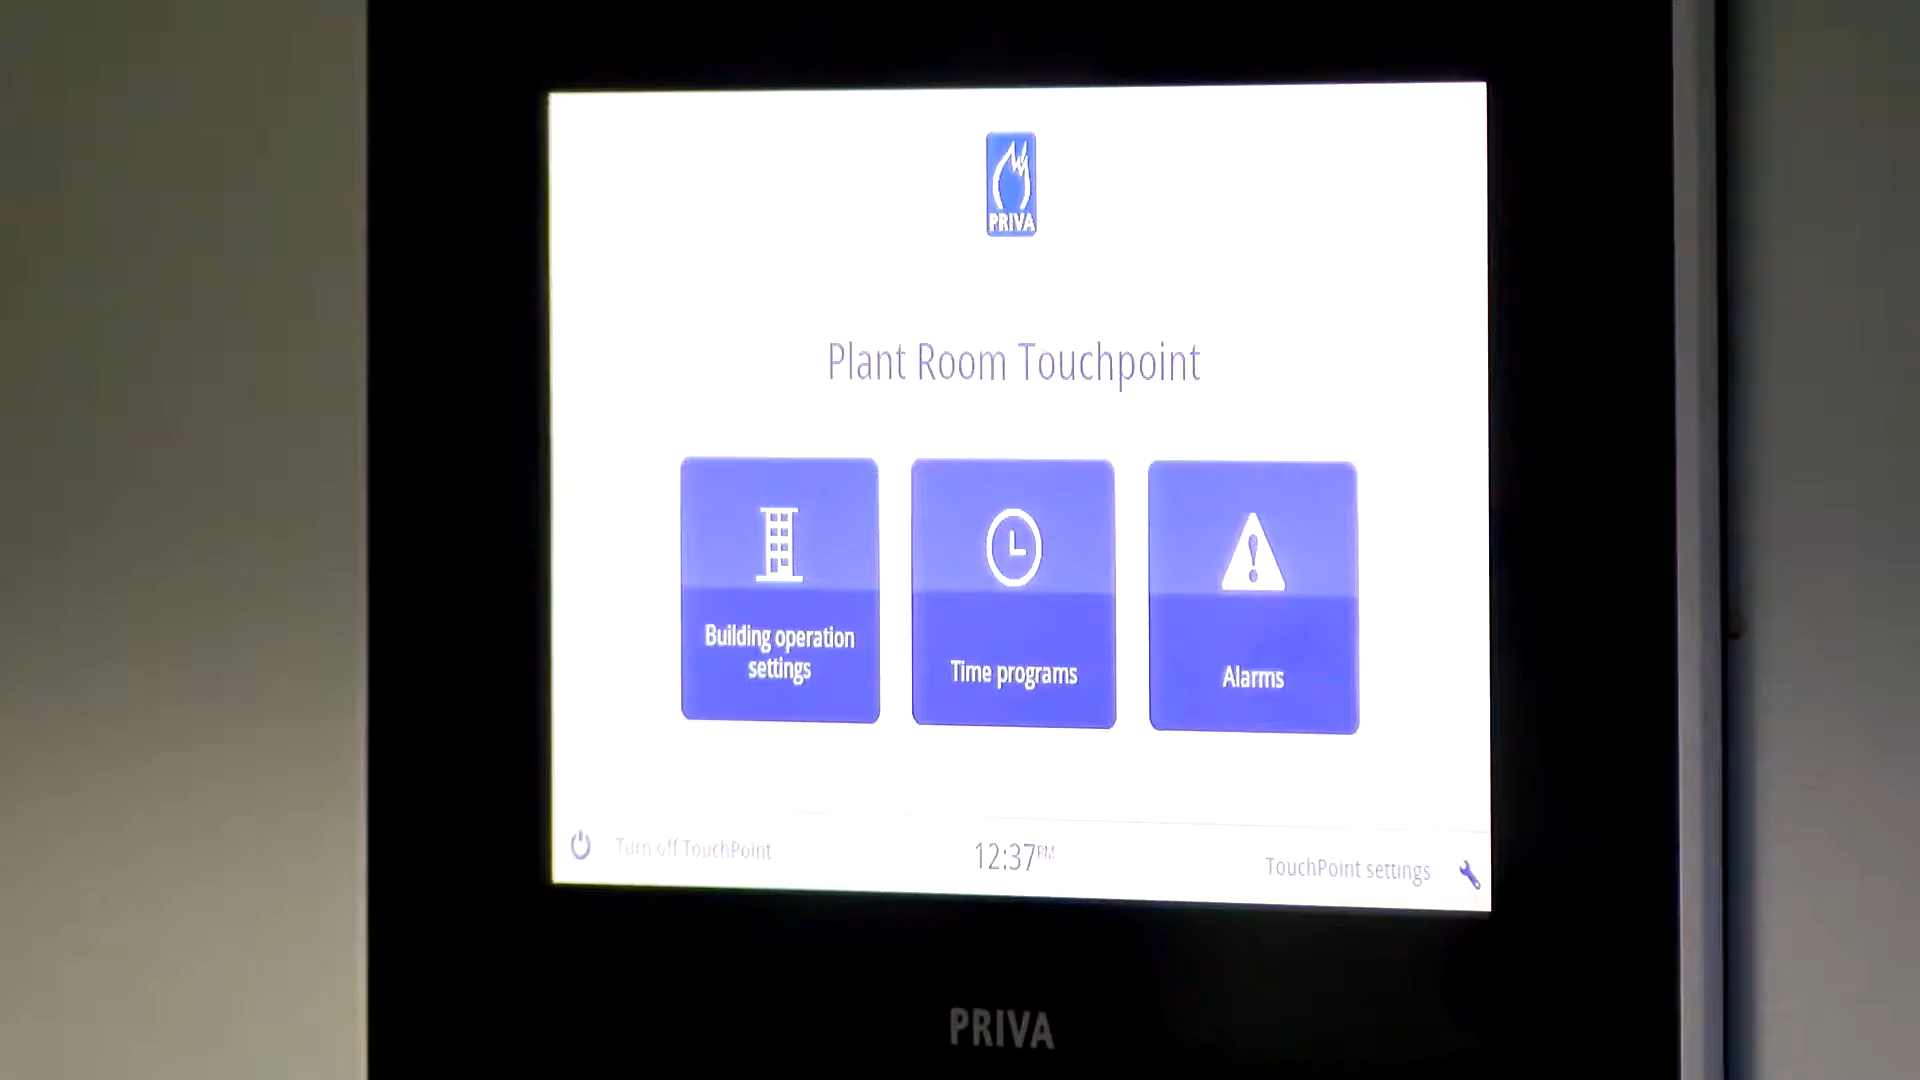 PRIVA
Plant Room Touchpoint
Building operation
settings
Time programs
Alarms
Turn off TouchPoint
12:37PM
TouchPoint settings
PRIVA